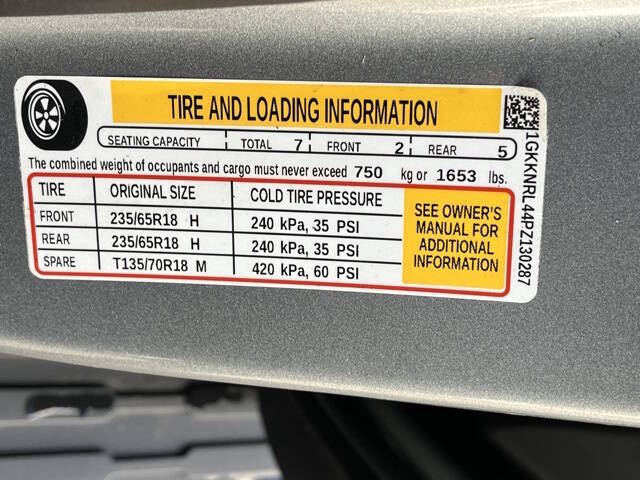 TIRE AND LOADING INFORMATION
SEATING CAPACITY TOTAL 7 FRONT 2 REAR 5
The combined weight of occupants and cargo must never exceed 750 kg or 1653 lbs.
TIRE ORIGINAL SIZE COLD TIRE PRESSURE
FRONT 235/65R18 H 240 kPa, 35 PSI
REAR 235/65R18 H 240 kPa, 35 PSI
SPARE T135/70R18 M 420 kPa, 60 PSI
SEE OWNER'S
MANUAL FOR
ADDITIONAL
INFORMATION
1GKKNRL44PZ130287